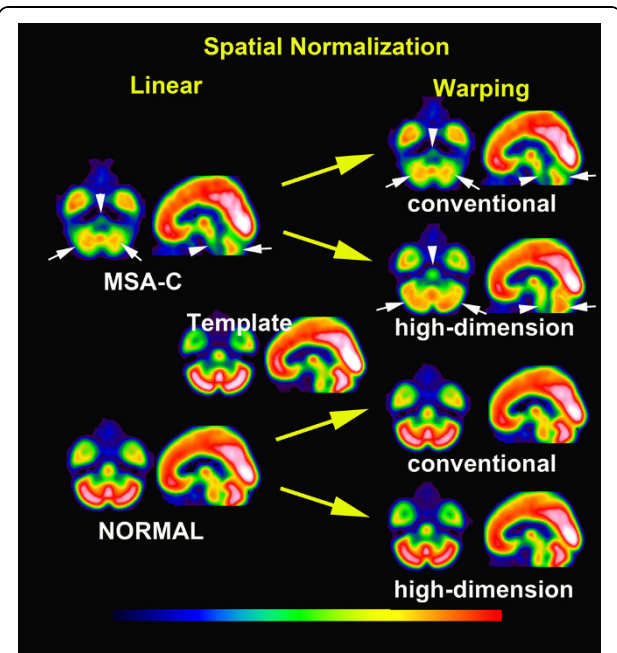 Spatial Normalization
Linear
Warping
conventional
MSA-C
high-dimension
Template
conventional
NORMAL
high-dimension